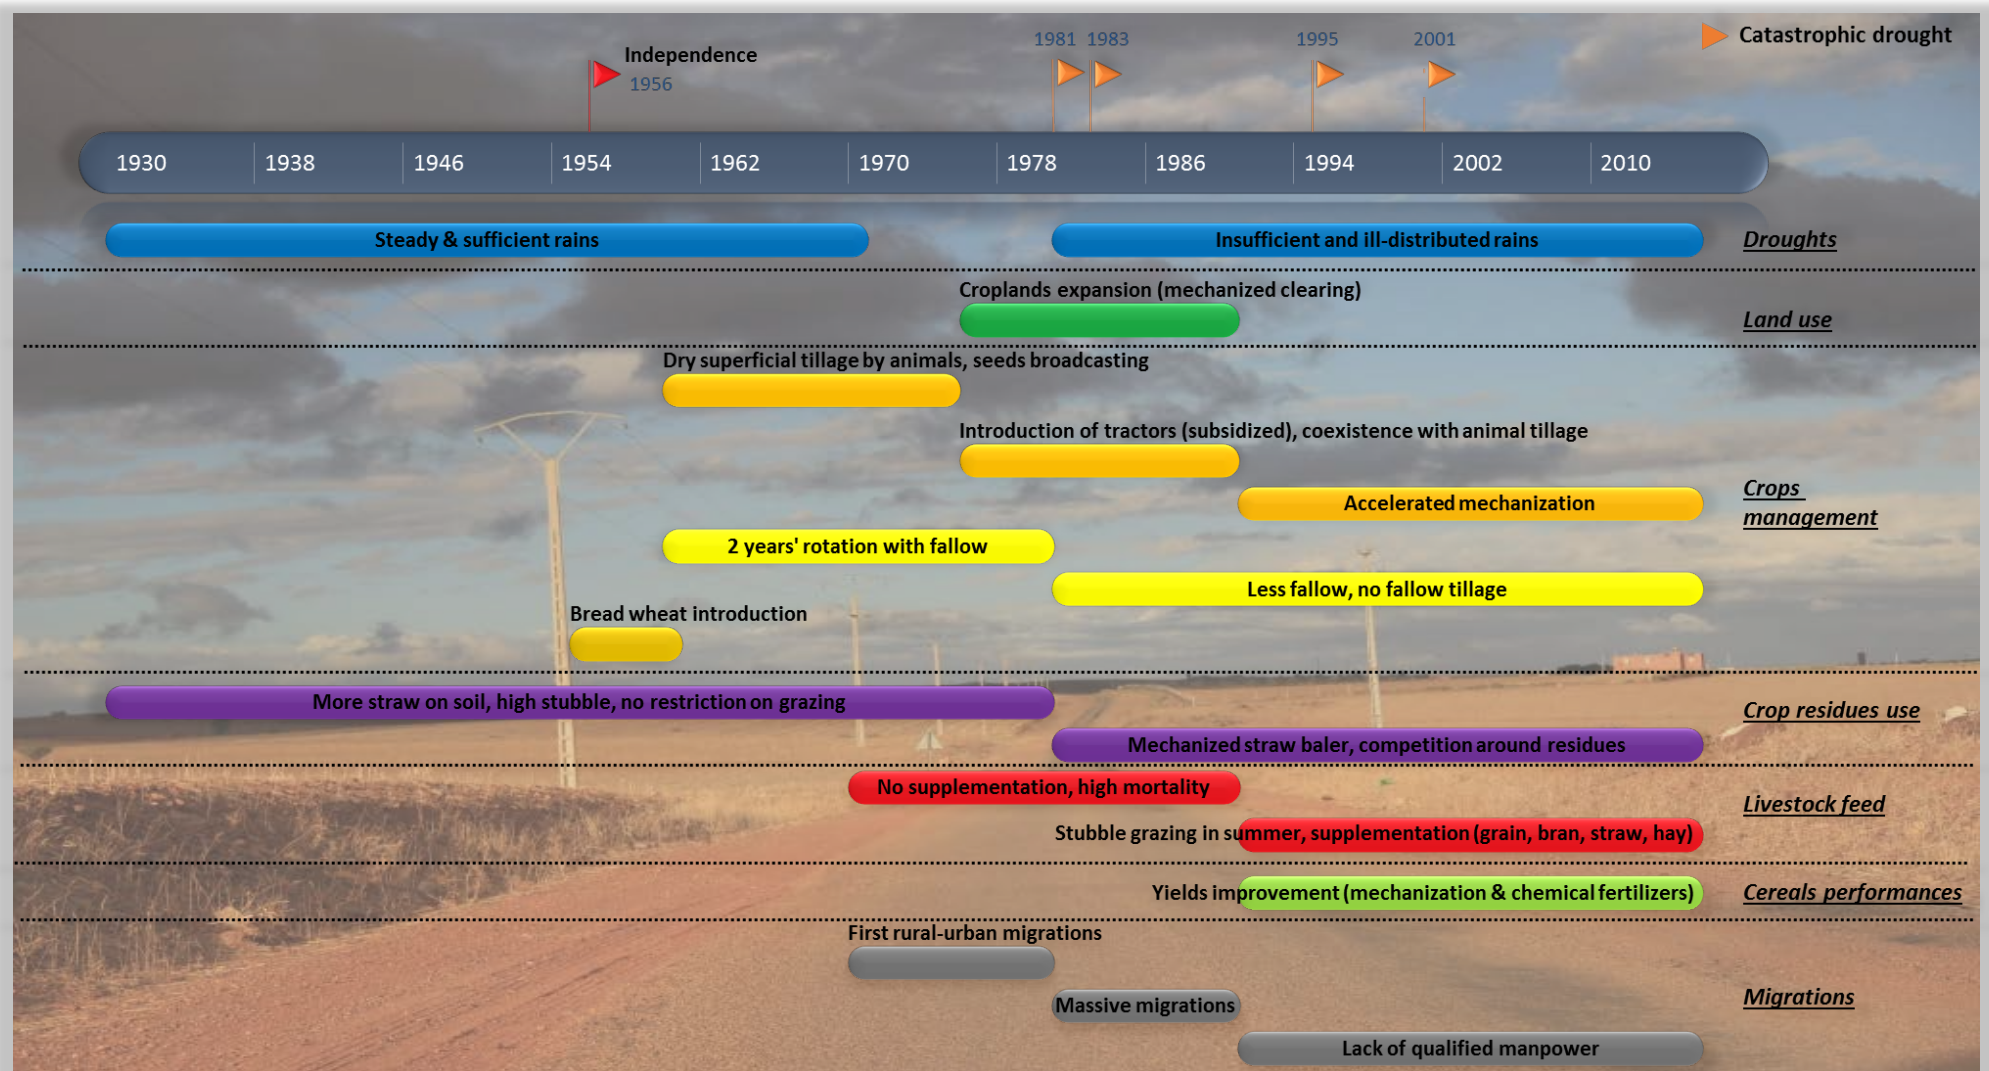 1981 1983 1995 2001
Catastrophic drought
Independence
1956
1930 1938 1946 1954 1962 1970 1978 1986 1994 2002 2010
Steady & sufficient rains
Insufficient and ill-distributed rains
Droughts
Croplands expansion (mechanized clearing)
Land use
Dry superficial tillage by animals, seeds broadcasting
Introduction of tractors (subsidized), coexistence with animal tillage
Accelerated mechanization
Crops
management
2 years' rotation with fallow
Less fallow, no fallow tillage
Bread wheat introduction
More straw on soil, high stubble, no restriction on grazing
Crop residues use
Mechanized straw baler, competition around residues
No supplementation, high mortality
Livestock feed
Stubble grazing in summer, supplementation (grain, bran, straw, hay)
Yields improvement (mechanization & chemical fertilizers)
Cereals performances
First rural-urban migrations
Massive migrations
Migrations
Lack of qualified manpower